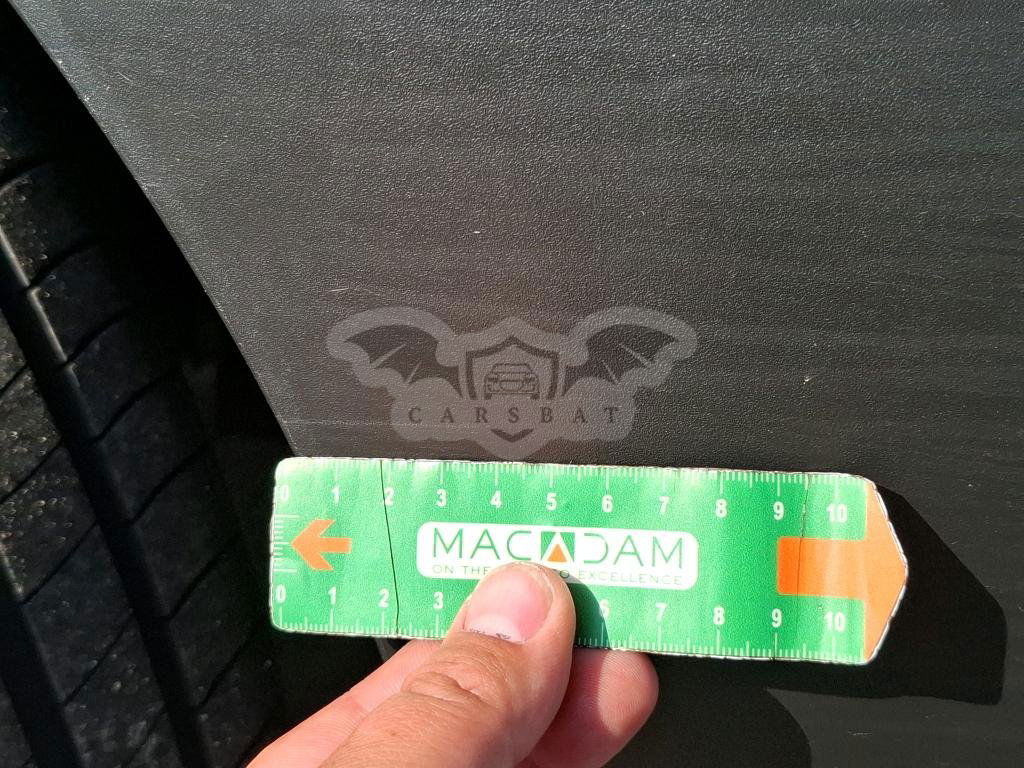 CARSBAT
0 1 2 3 4 5 6 7 8 9 10
MACADAM
ON THE O EXCELLENCE
0 1 2 3 6 7 8 9 10